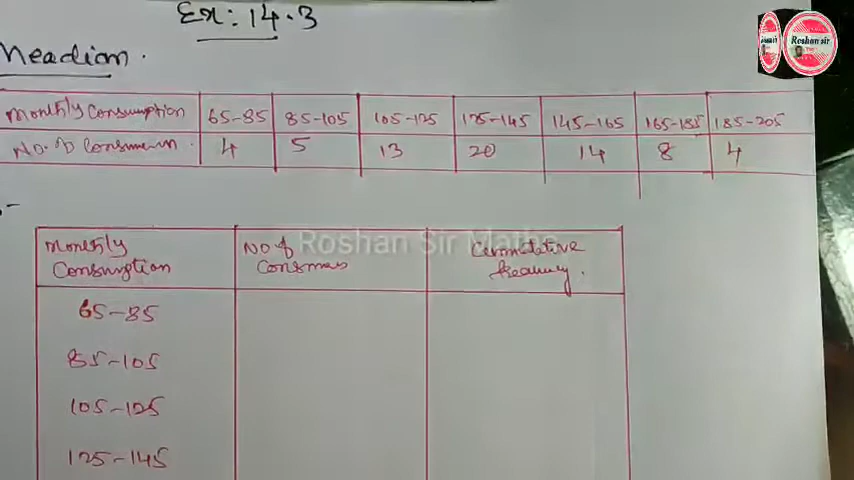 Ex: 14.3
Roshan sir
Meadian.
Monthly Consumption 65-85 85-105 105-125 125-145 145-165 165-185 185-205
No. of Consumers 4 5 13 20 14 8 4
Roshan Sir Maths
Monthly Consumption No of Consumers Cumulative frequency.
65-85
85-105
105-125
125-145